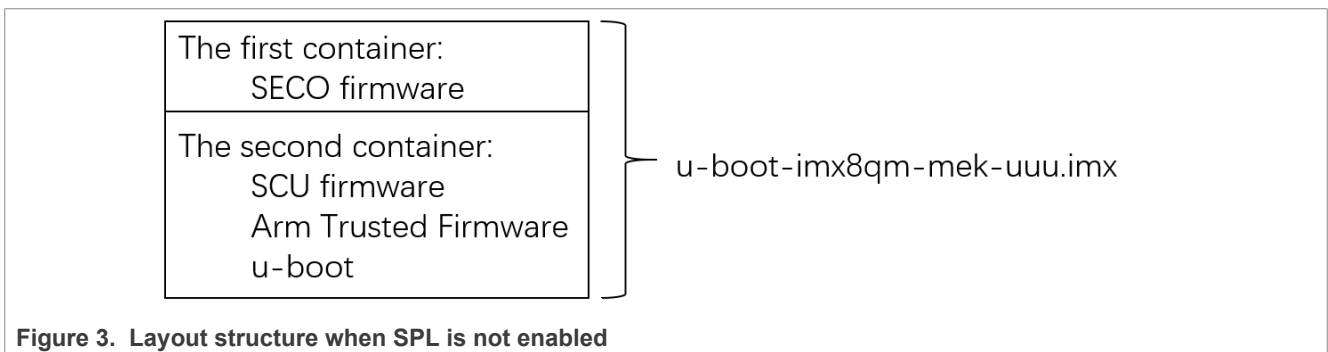 The first container:
SECO firmware
The second container:
SCU firmware
Arm Trusted Firmware
u-boot
u-boot-imx8qm-mek-uuu.imx
Figure 3. Layout structure when SPL is not enabled